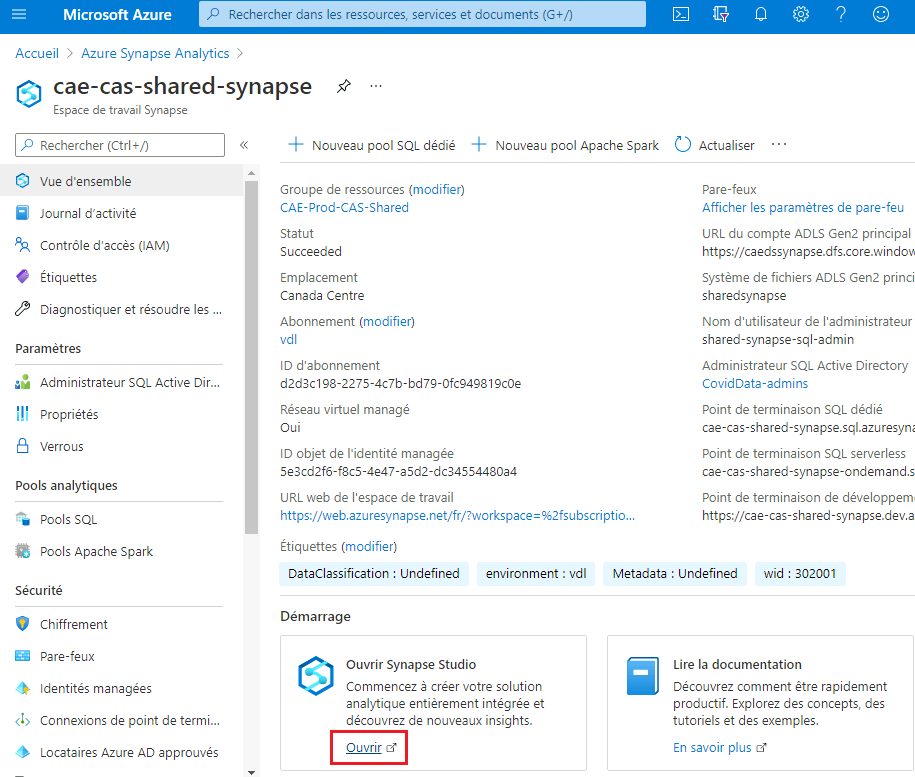 Microsoft Azure
Rechercher dans les ressources, services et documents (G+/)
Accueil > Azure Synapse Analytics >
cae-cas-shared-synapse
Espace de travail Synapse
Rechercher (Ctrl+/)
Vue d'ensemble
Journal d'activité
Contrôle d'accès (IAM)
Étiquettes
Diagnostiquer et résoudre les ...
Paramètres
Administrateur SQL Active Dir...
Propriétés
Verrous
Pools analytiques
Pools SQL
Pools Apache Spark
Sécurité
Chiffrement
Pare-feux
Identités managées
Connexions de point de termi...
Locataires Azure AD approuvés
Nouveau pool SQL dédié
Nouveau pool Apache Spark
Actualiser
Groupe de ressources (modifier)
CAE-Prod-CAS-Shared
Statut
Succeeded
Emplacement
Canada Centre
Abonnement (modifier)
vdl
ID d'abonnement
d2d3c198-2275-4c7b-bd79-0fc949819c0e
Réseau virtuel managé
Oui
ID objet de l'identité managée
5e3cd2f6-f8c5-4e47-a5d2-dc34554480a4
URL web de l'espace de travail
https://web.azuresynapse.net/fr/?workspace=%2fsubscriptio...
Pare-feux
Afficher les paramètres de pare-feu
URL du compte ADLS Gen2 principal
https://caedssynapse.dfs.core.window
Système de fichiers ADLS Gen2 princi
sharedsynapse
Nom d'utilisateur de l'administrateur
shared-synapse-sql-admin
Administrateur SQL Active Directory
CovidData-admins
Point de terminaison SQL dédié
cae-cas-shared-synapse.sql.azuresyna
Point de terminaison SQL serverless
cae-cas-shared-synapse-ondemand.s
Point de terminaison de développeme
https://cae-cas-shared-synapse.dev.a
Étiquettes (modifier)
DataClassification : Undefined
environment : vdl
Metadata : Undefined
wid : 302001
Démarrage
Ouvrir Synapse Studio
Commencez à créer votre solution
analytique entièrement intégrée et
découvrez de nouveaux insights.
Ouvrir
Lire la documentation
Découvrez comment être rapidement
productif. Explorez des concepts, des
tutoriels et des exemples.
En savoir plus